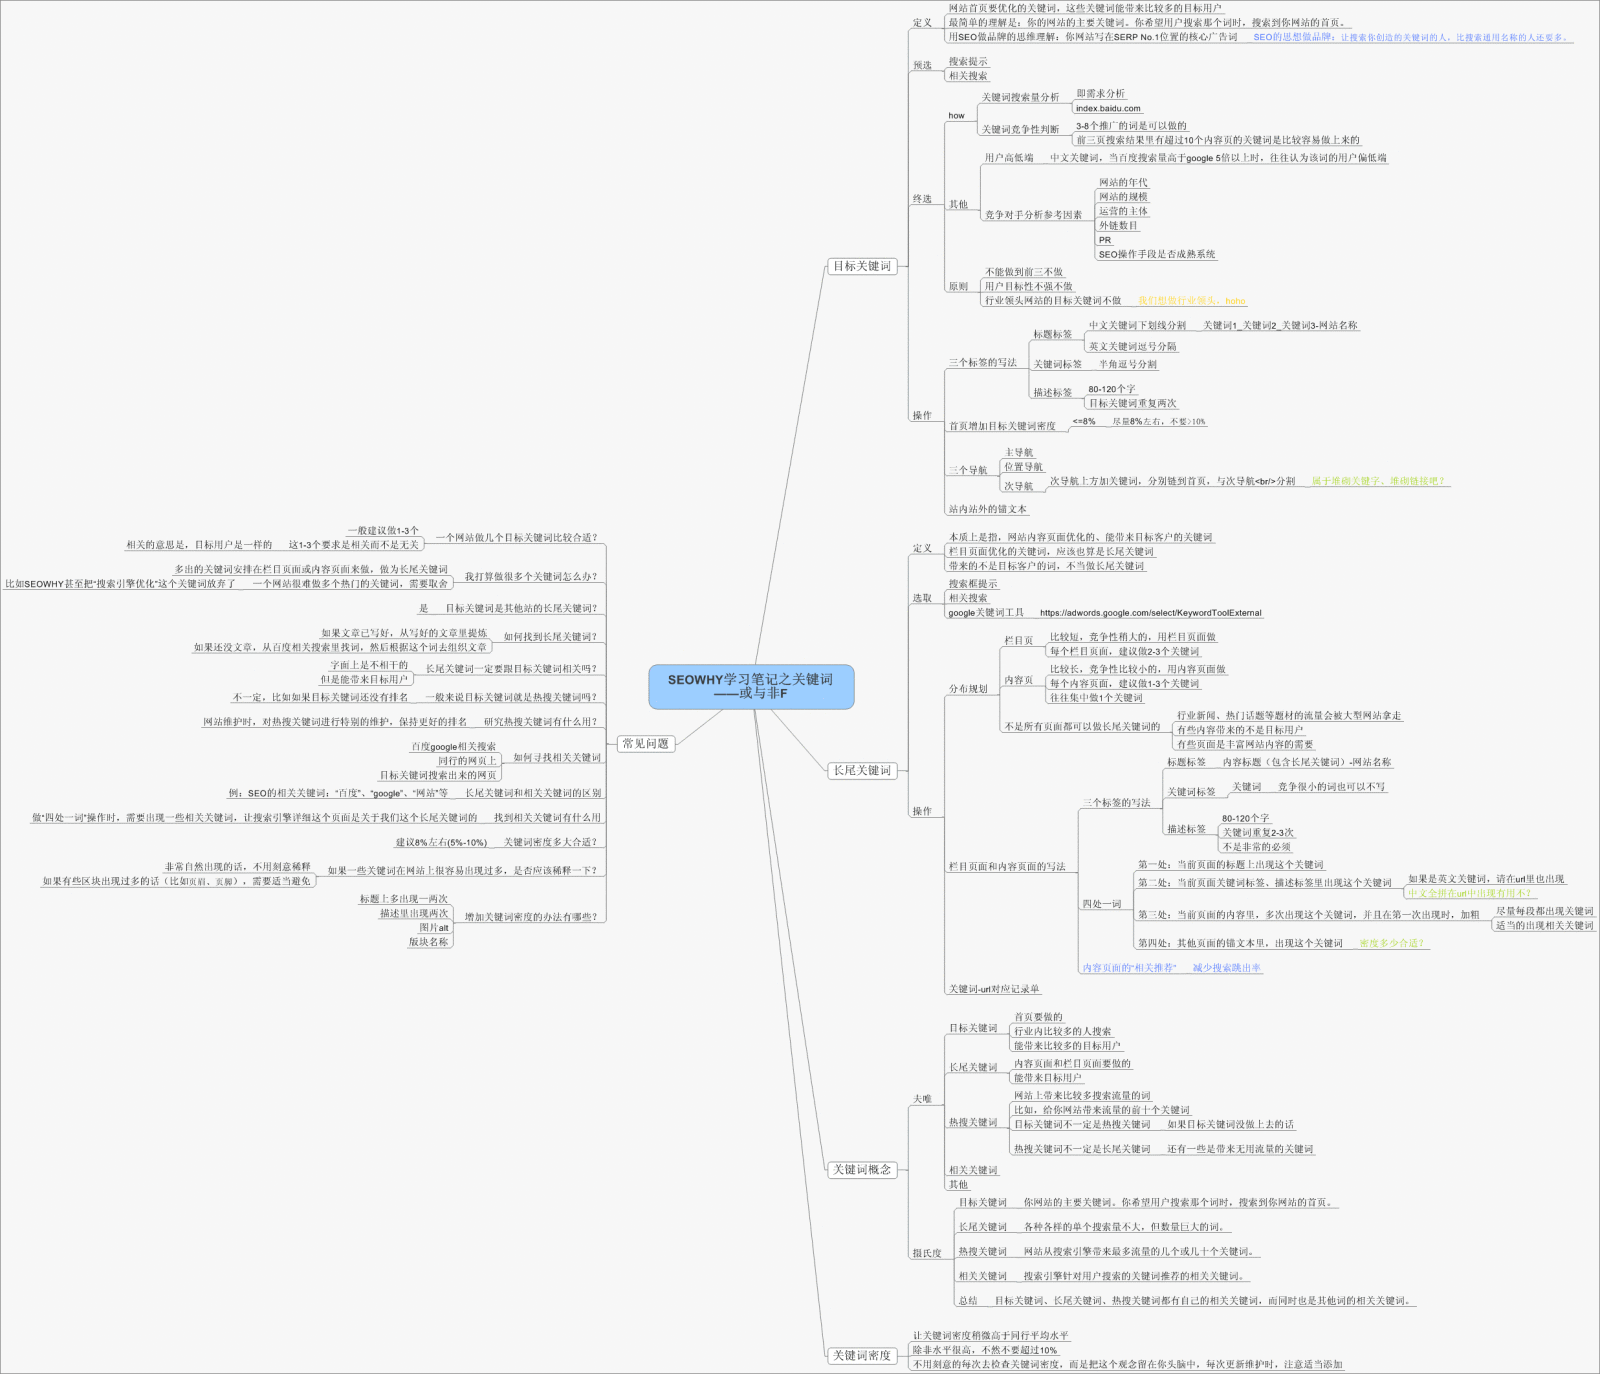 SEOWHY学习笔记之关键词
——或与非F
目标关键词
定义
网站首页要优化的关键词，这些关键词能带来比较多的目标用户
最简单的理解是：你的网站的主要关键词。你希望用户搜索那个词时，搜索到你网站的首页。
用SEO做品牌的思维理解：你网站写在SERP No.1位置的核心广告词
SEO的思想做品牌：让搜索你创造的关键词的人，比搜索通用名称的人还要多。
预选
搜索提示
相关搜索
终选
how
关键词搜索量分析
即需求分析
index.baidu.com
关键词竞争性判断
3-8个推广的词是可以做的
前三页搜索结果里有超过10个内容页的关键词是比较容易做上来的
其他
用户高低端
中文关键词，当百度搜索量高于google 5倍以上时，往往认为该词的用户偏低端
竞争对手分析参考因素
网站的年代
网站的规模
运营的主体
外链数目
PR
SEO操作手段是否成熟系统
原则
不能做到前三不做
用户目标性不强不做
行业领头网站的目标关键词不做
我们想做行业领头，hoho
操作
三个标签的写法
标题标签
中文关键词下划线分割
关键词1_关键词2_关键词3-网站名称
英文关键词逗号分隔
关键词标签
半角逗号分割
描述标签
80-120个字
目标关键词重复两次
首页增加目标关键词密度
<=8%
尽量8%左右，不要>10%
三个导航
主导航
位置导航
次导航
次导航上方加关键词，分别链到首页，与次导航<br/>分割
属于堆砌关键字、堆砌链接吧？
站内站外的锚文本
长尾关键词
定义
本质上是指，网站内容页面优化的、能带来目标客户的关键词
栏目页面优化的关键词，应该也算是长尾关键词
带来的不是目标客户的词，不当做长尾关键词
选取
搜索框提示
相关搜索
google关键词工具
https://adwords.google.com/select/KeywordToolExternal
操作
分布规划
栏目页
比较短，竞争性稍大的，用栏目页面做
每个栏目页面，建议做2-3个关键词
内容页
比较长，竞争性比较小的，用内容页面做
每个内容页面，建议做1-3个关键词
往往集中做1个关键词
不是所有页面都可以做长尾关键词的
行业新闻、热门话题等题材的流量会被大型网站拿走
有些内容带来的不是目标用户
有些页面是丰富网站内容的需要
栏目页面和内容页面的写法
三个标签的写法
标题标签
内容标题（包含长尾关键词）-网站名称
关键词标签
关键词
竞争很小的词也可以不写
描述标签
80-120个字
关键词重复2-3次
不是非常的必须
四处一词
第一处：当前页面的标题上出现这个关键词
第二处：当前页面关键词标签、描述标签里出现这个关键词
如果是英文关键词，请在url里也出现
中文全拼在url中出现有用不？
第三处：当前页面的内容里，多次出现这个关键词，并且在第一次出现时，加粗
尽量每段都出现关键词
适当的出现相关关键词
第四处：其他页面的锚文本里，出现这个关键词
密度多少合适？
内容页面的“相关推荐”
减少搜索跳出率
关键词-url对应记录单
关键词概念
夫唯
目标关键词
首页要做的
行业内比较多的人搜索
能带来比较多的目标用户
长尾关键词
内容页面和栏目页面要做的
能带来目标用户
热搜关键词
网站上带来比较多搜索流量的词
比如，给你网站带来流量的前十个关键词
目标关键词不一定是热搜关键词
如果目标关键词没做上去的话
热搜关键词不一定是长尾关键词
还有一些是带来无用流量的关键词
相关关键词
其他
摄氏度
目标关键词
你网站的主要关键词。你希望用户搜索那个词时，搜索到你网站的首页。
长尾关键词
各种各样的单个搜索量不大，但数量巨大的词。
热搜关键词
网站从搜索引擎带来最多流量的几个或几十个关键词。
相关关键词
搜索引擎针对用户搜索的关键词推荐的相关关键词。
总结
目标关键词、长尾关键词、热搜关键词都有自己的相关关键词，而同时也是其他词的相关关键词。
关键词密度
让关键词密度稍微高于同行平均水平
除非水平很高，不然不要超过10%
不用刻意的每次去检查关键词密度，而是把这个观念留在你头脑中，每次更新维护时，注意适当添加
常见问题
一个网站做几个目标关键词比较合适？
一般建议做1-3个
这1-3个要求是相关而不是无关
相关的意思是，目标用户是一样的
我打算做很多个关键词怎么办？
多出的关键词安排在栏目页面或内容页面来做，做为长尾关键词
一个网站很难做多个热门的关键词，需要取舍
比如SEOWHY甚至把“搜索引擎优化”这个关键词放弃了
目标关键词是其他站的长尾关键词？
是
如何找到长尾关键词？
如果文章已写好，从写好的文章里提炼
如果还没文章，从百度相关搜索里找词，然后根据这个词去组织文章
长尾关键词一定要跟目标关键词相关吗？
字面上是不相干的
但是能带来目标用户
一般来说目标关键词就是热搜关键词吗？
不一定，比如如果目标关键词还没有排名
研究热搜关键词有什么用？
网站维护时，对热搜关键词进行特别的维护，保持更好的排名
如何寻找相关关键词
百度google相关搜索
同行的网页上
目标关键词搜索出来的网页
长尾关键词和相关关键词的区别
例：SEO的相关关键词：“百度”、“google”、“网站”等
找到相关关键词有什么用
做“四处一词”操作时，需要出现一些相关关键词，让搜索引擎详细这个页面是关于我们这个长尾关键词的
关键词密度多大合适？
建议8%左右(5%-10%)
如果一些关键词在网站上很容易出现过多，是否应该稀释一下？
非常自然出现的话，不用刻意稀释
如果有些区块出现过多的话（比如页眉、页脚），需要适当避免
增加关键词密度的办法有哪些？
标题上多出现一两次
描述里出现两次
图片alt
版块名称